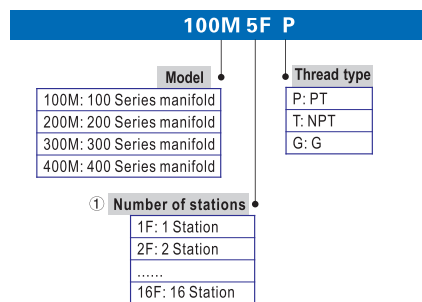 100M 5F P
Model
100M: 100 Series manifold
200M: 200 Series manifold
300M: 300 Series manifold
400M: 400 Series manifold
Thread type
P: PT
T: NPT
G: G
① Number of stations
1F: 1 Station
2F: 2 Station
......
16F: 16 Station